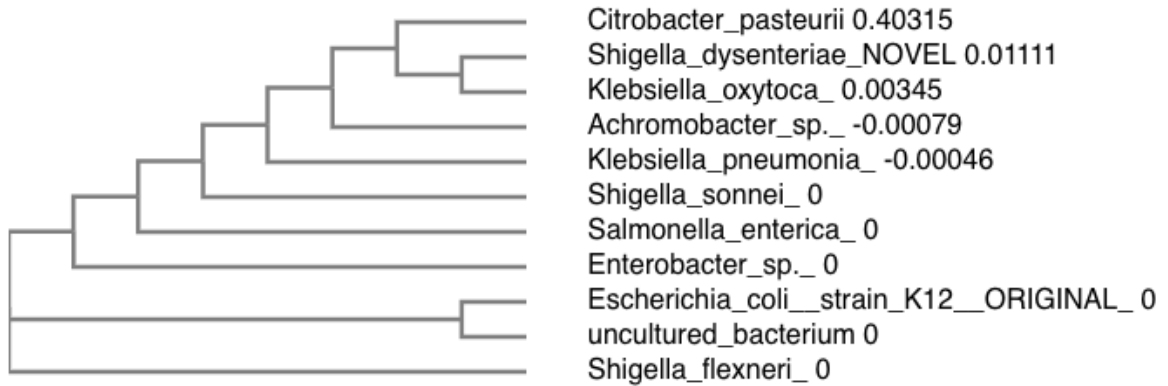 Citrobacter_pasteurii 0.40315
Shigella_dysenteriae_NOVEL 0.01111
Klebsiella_oxytoca_ 0.00345
Achromobacter_sp._ -0.00079
Klebsiella_pneumonia_ -0.00046
Shigella_sonnei_ 0
Salmonella_enterica_ 0
Enterobacter_sp._ 0
Escherichia_coli__strain_K12__ORIGINAL_ 0
uncultured_bacterium 0
Shigella_flexneri_ 0